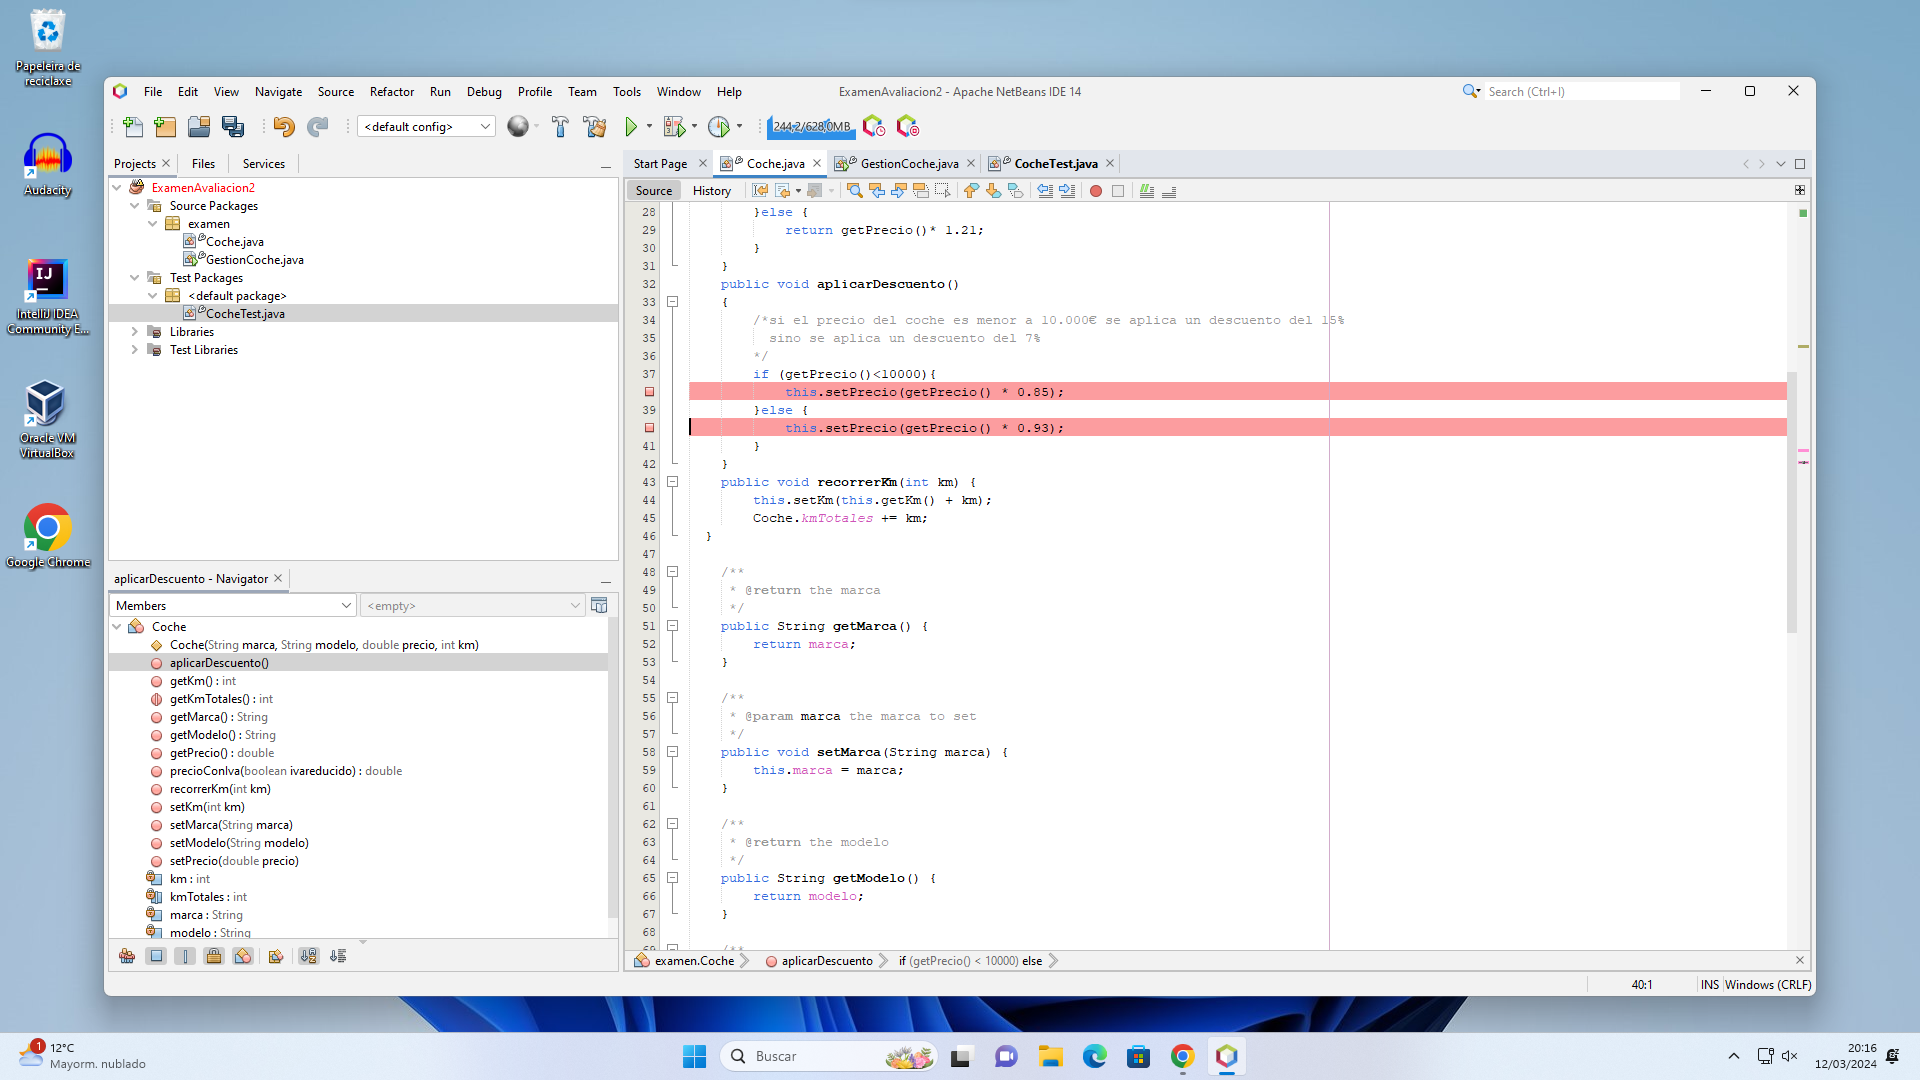 Papeleira de
reciclaxe
Audacity
IntelliJ IDEA
Community E...
Oracle VM
VirtualBox
Google Chrome
File Edit View Navigate Source Refactor Run Debug Profile Team Tools Window Help
ExamenAvaliacion2 - Apache NetBeans IDE 14
Search (Ctrl+I)
<default config>
244,2/628,0MB
Projects Files Services
ExamenAvaliacion2
Source Packages
examen
Coche.java
GestionCoche.java
Test Packages
<default package>
CocheTest.java
Libraries
Test Libraries
aplicarDescuento - Navigator
Members <empty>
Coche
Coche(String marca, String modelo, double precio, int km)
aplicarDescuento()
getKm() : int
getKmTotales() : int
getMarca() : String
getModelo() : String
getPrecio() : double
precioConIva(boolean ivareducido) : double
recorrerKm(int km)
setKm(int km)
setMarca(String marca)
setModelo(String modelo)
setPrecio(double precio)
km : int
kmTotales : int
marca : String
modelo : String
Start Page Coche.java GestionCoche.java CocheTest.java
Source History
28 }else {
29 return getPrecio()* 1.21;
30 }
31 }
32 public void aplicarDescuento()
33 {
34 /*si el precio del coche es menor a 10.000€ se aplica un descuento del 15%
35 sino se aplica un descuento del 7%
36 */
37 if (getPrecio()<10000){
this.setPrecio(getPrecio() * 0.85);
39 }else {
this.setPrecio(getPrecio() * 0.93);
41 }
42 }
43 public void recorrerKm(int km) {
44 this.setKm(this.getKm() + km);
45 Coche.kmTotales += km;
46 }
47
48 /**
49 * @return the marca
50 */
51 public String getMarca() {
52 return marca;
53 }
54
55 /**
56 * @param marca the marca to set
57 */
58 public void setMarca(String marca) {
59 this.marca = marca;
60 }
61
62 /**
63 * @return the modelo
64 */
65 public String getModelo() {
66 return modelo;
67 }
68
69 /**
examen.Coche aplicarDescuento if (getPrecio() < 10000) else
40:1 INS Windows (CRLF)
1
12°C
Mayorm. nublado
Buscar
20:16
12/03/2024